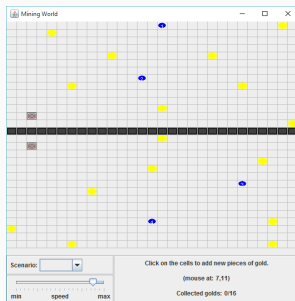 Mining World
Scenario:
Click on the cells to add new pieces of gold.
(mouse at: 7,11)
min speed max
Collected golds: 0/16